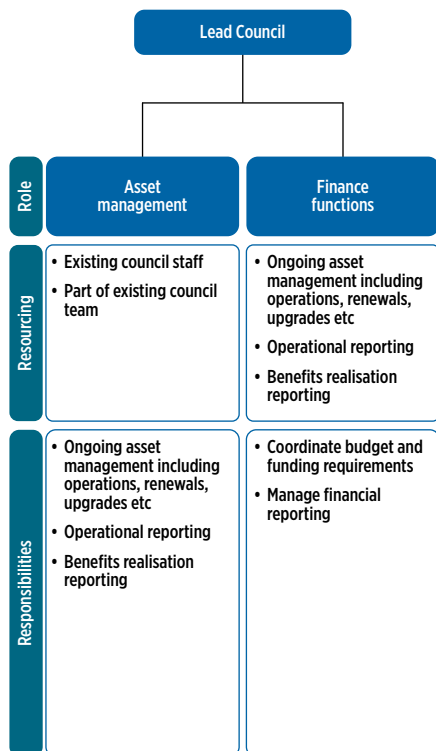 Lead Council
Role
Asset
management
Finance
functions
Resourcing
• Existing council staff
• Part of existing council
team
• Ongoing asset
management including
operations, renewals,
upgrades etc
• Operational reporting
• Benefits realisation
reporting
Responsibilities
• Ongoing asset
management including
operations, renewals,
upgrades etc
• Operational reporting
• Benefits realisation
reporting
• Coordinate budget and
funding requirements
• Manage financial
reporting